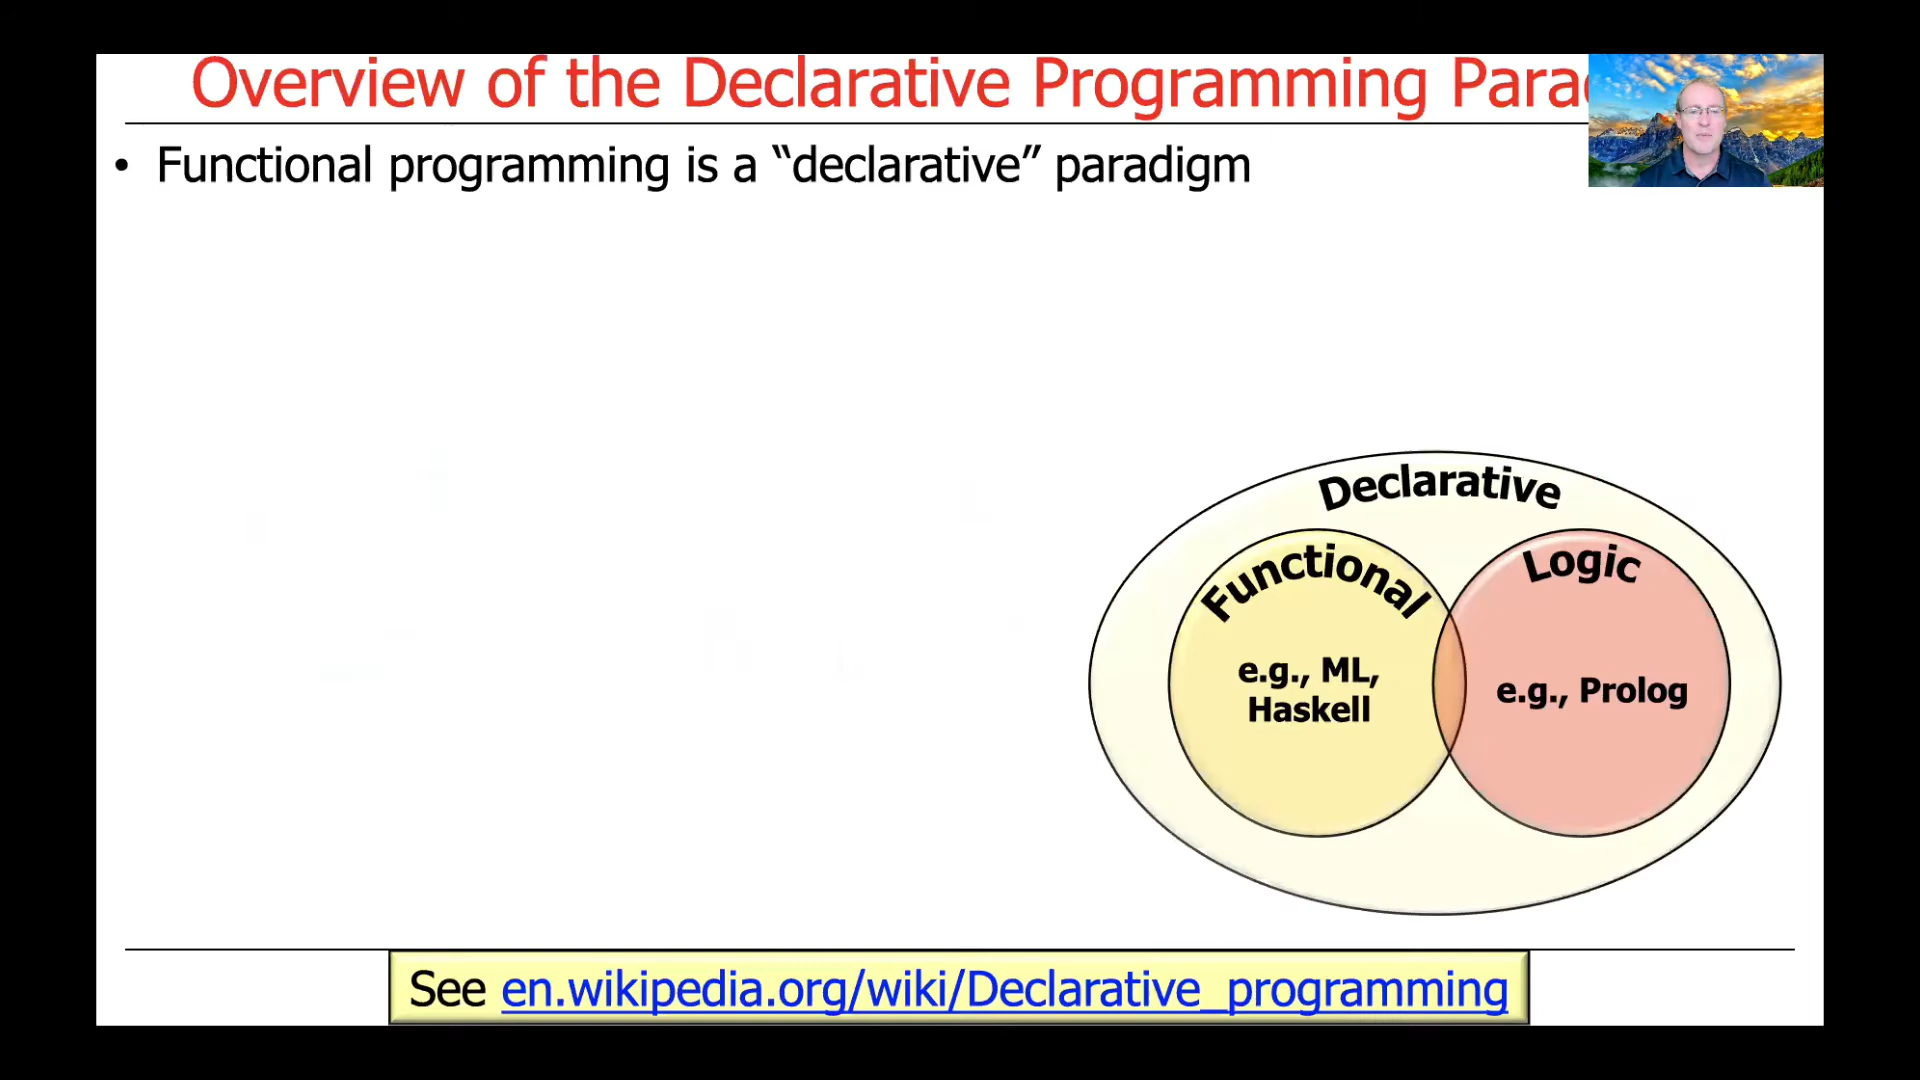 Overview of the Declarative Programming Para
• Functional programming is a “declarative” paradigm
Declarative
Functional
Logic
e.g., ML,
Haskell
e.g., Prolog
See en.wikipedia.org/wiki/Declarative_programming